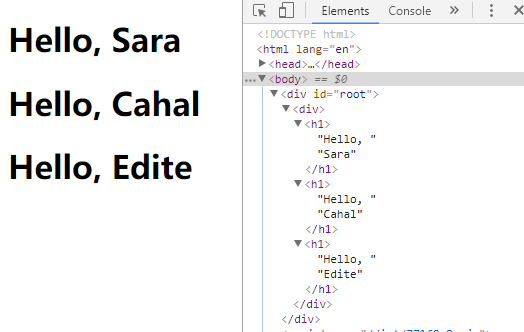 Hello, Sara
Hello, Cahal
Hello, Edite
Elements Console »
<!DOCTYPE html>
<html lang="en">
<head>…</head>
<body> == $0
<div id="root">
<div>
<h1>
"Hello, "
"Sara"
</h1>
<h1>
"Hello, "
"Cahal"
</h1>
<h1>
"Hello, "
"Edite"
</h1>
</div>
</div>